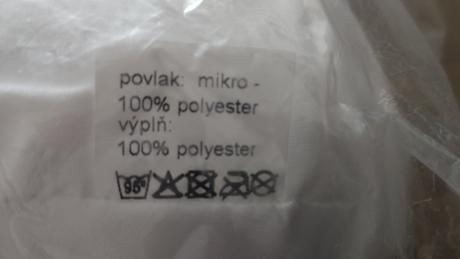 povlak: mikro -
100% polyester
výplň:
100% polyester
95°